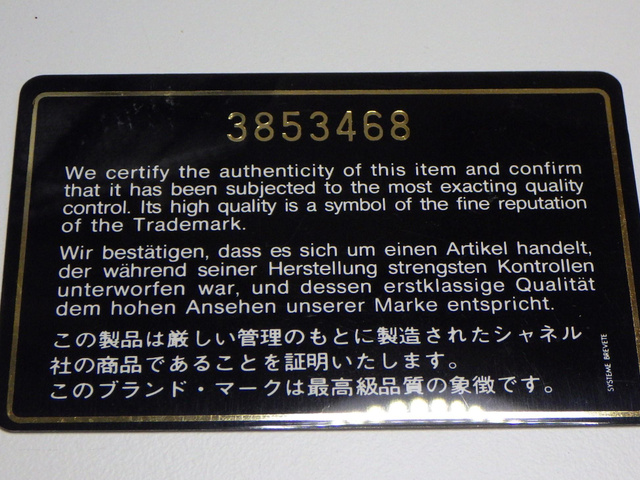 3853468
We certify the authenticity of this item and confirm
that it has been subjected to the most exacting quality
control. Its high quality is a symbol of the fine reputation
of the Trademark.
Wir bestätigen, dass es sich um einen Artikel handelt,
der während seiner Herstellung strengsten Kontrollen
unterworfen war, und dessen erstklassige Qualität
dem hohen Ansehen unserer Marke entspricht.
この製品は厳しい管理のもとに製造されたシャネル
社の商品であることを証明いたします。
このブランド・マークは最高級品質の象徴です。
SYSTEME BREVETE